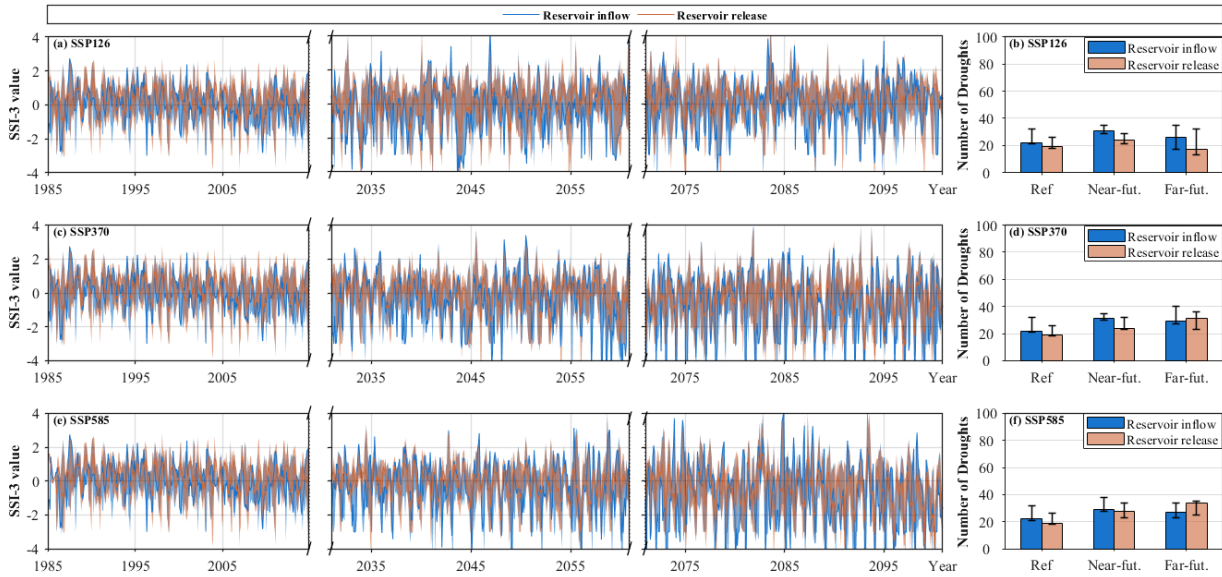 Reservoir inflow Reservoir release
(a) SSP126
SSI-3 value
4
2
0
-2
-4
1985 1995 2005 2035 2045 2055 2075 2085 2095 Year
(b) SSP126
Reservoir inflow
Reservoir release
Number of Droughts
100
80
60
40
20
0
Ref Near-fut. Far-fut.
(c) SSP370
SSI-3 value
4
2
0
-2
-4
1985 1995 2005 2035 2045 2055 2075 2085 2095 Year
(d) SSP370
Reservoir inflow
Reservoir release
Number of Droughts
100
80
60
40
20
0
Ref Near-fut. Far-fut.
(e) SSP585
SSI-3 value
4
2
0
-2
-4
1985 1995 2005 2035 2045 2055 2075 2085 2095 Year
(f) SSP585
Reservoir inflow
Reservoir release
Number of Droughts
100
80
60
40
20
0
Ref Near-fut. Far-fut.